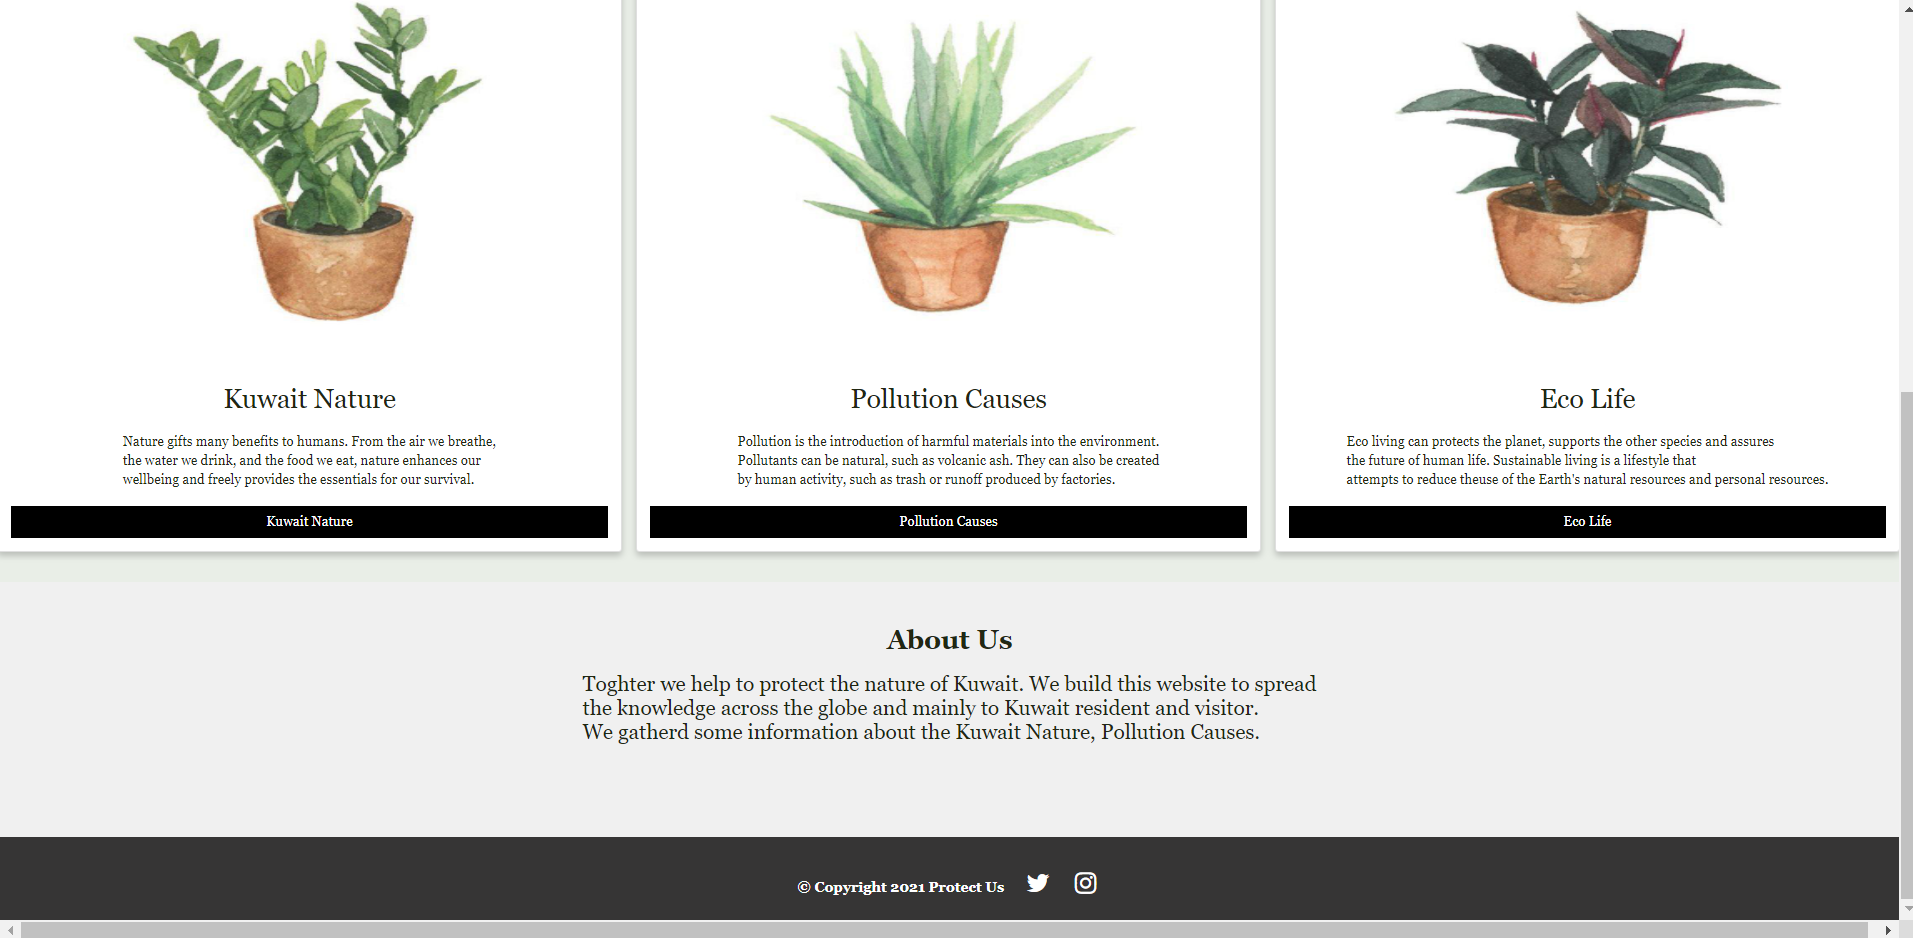 Kuwait Nature
Nature gifts many benefits to humans. From the air we breathe,
the water we drink, and the food we eat, nature enhances our
wellbeing and freely provides the essentials for our survival.
Kuwait Nature
Pollution Causes
Pollution is the introduction of harmful materials into the environment.
Pollutants can be natural, such as volcanic ash. They can also be created
by human activity, such as trash or runoff produced by factories.
Pollution Causes
Eco Life
Eco living can protects the planet, supports the other species and assures
the future of human life. Sustainable living is a lifestyle that
attempts to reduce theuse of the Earth's natural resources and personal resources.
Eco Life
About Us
Toghter we help to protect the nature of Kuwait. We build this website to spread
the knowledge across the globe and mainly to Kuwait resident and visitor.
We gatherd some information about the Kuwait Nature, Pollution Causes.
© Copyright 2021 Protect Us